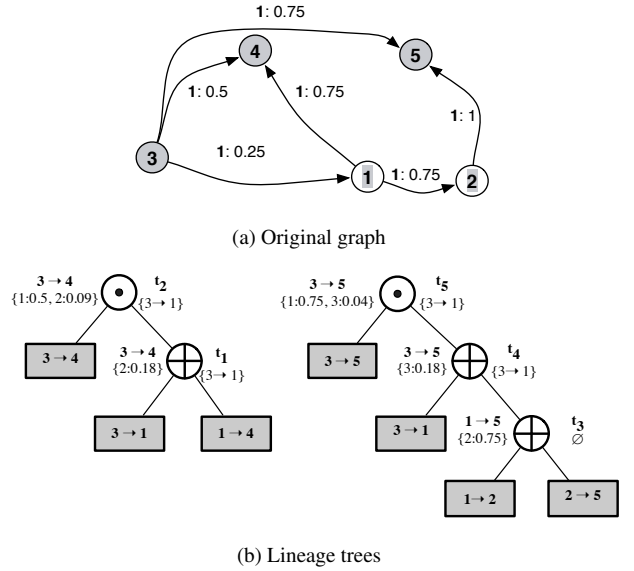 1: 0.75
4
5
1: 0.5
1: 0.75
1: 1
3
1: 0.25
1
1: 0.75
2
(a) Original graph
3 → 4
t2
{1:0.5, 2:0.09}
{3→ 1}
3 → 4
3 → 4
t1
{2:0.18}
{3→ 1}
3 → 1
1 → 4
3 → 5
t5
{1:0.75, 3:0.04}
{3→ 1}
3 → 5
3 → 5
t4
{3:0.18}
{3→ 1}
3 → 1
1 → 5
t3
{2:0.75}
∅
1→ 2
2 → 5
(b) Lineage trees